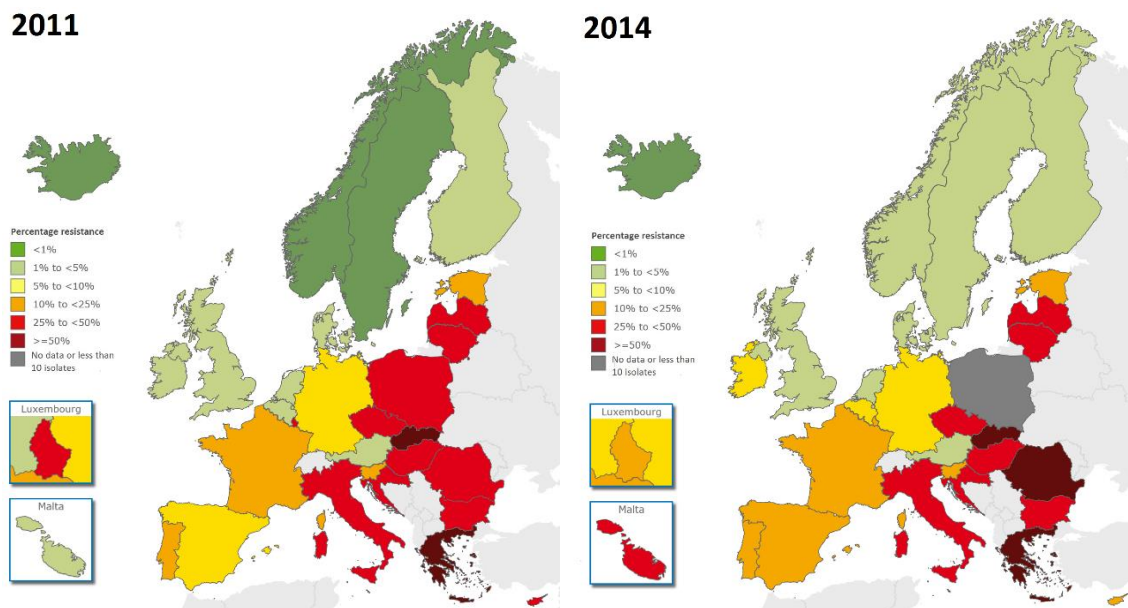 2011
Percentage resistance
<1%
1% to <5%
5% to <10%
10% to <25%
25% to <50%
>=50%
No data or less than
10 isolates
Luxembourg
Malta
2014
Percentage resistance
<1%
1% to <5%
5% to <10%
10% to <25%
25% to <50%
>=50%
No data or less than
10 isolates
Luxembourg
Malta